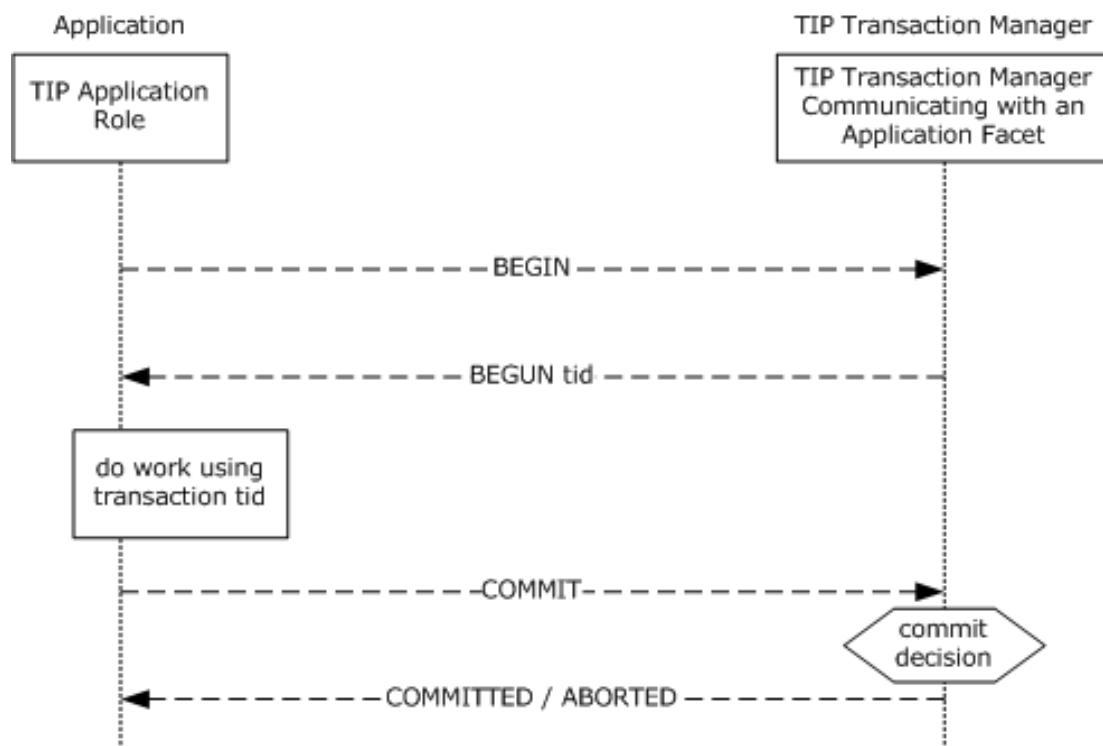 Application
TIP Transaction Manager
TIP Application
Role
TIP Transaction Manager
Communicating with an
Application Facet
BEGIN
BEGUN tid
do work using
transaction tid
COMMIT
commit
decision
COMMITTED / ABORTED